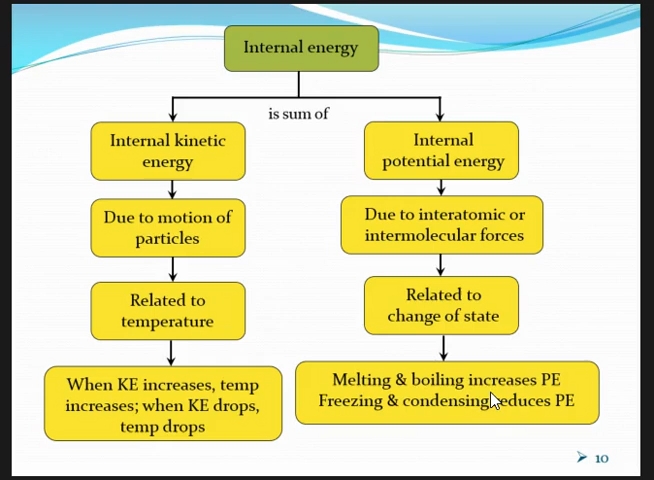 Internal energy
is sum of
Internal kinetic
energy
Due to motion of
particles
Related to
temperature
When KE increases, temp
increases; when KE drops,
temp drops
Internal
potential energy
Due to interatomic or
intermolecular forces
Related to
change of state
Melting & boiling increases PE
Freezing & condensing reduces PE
10